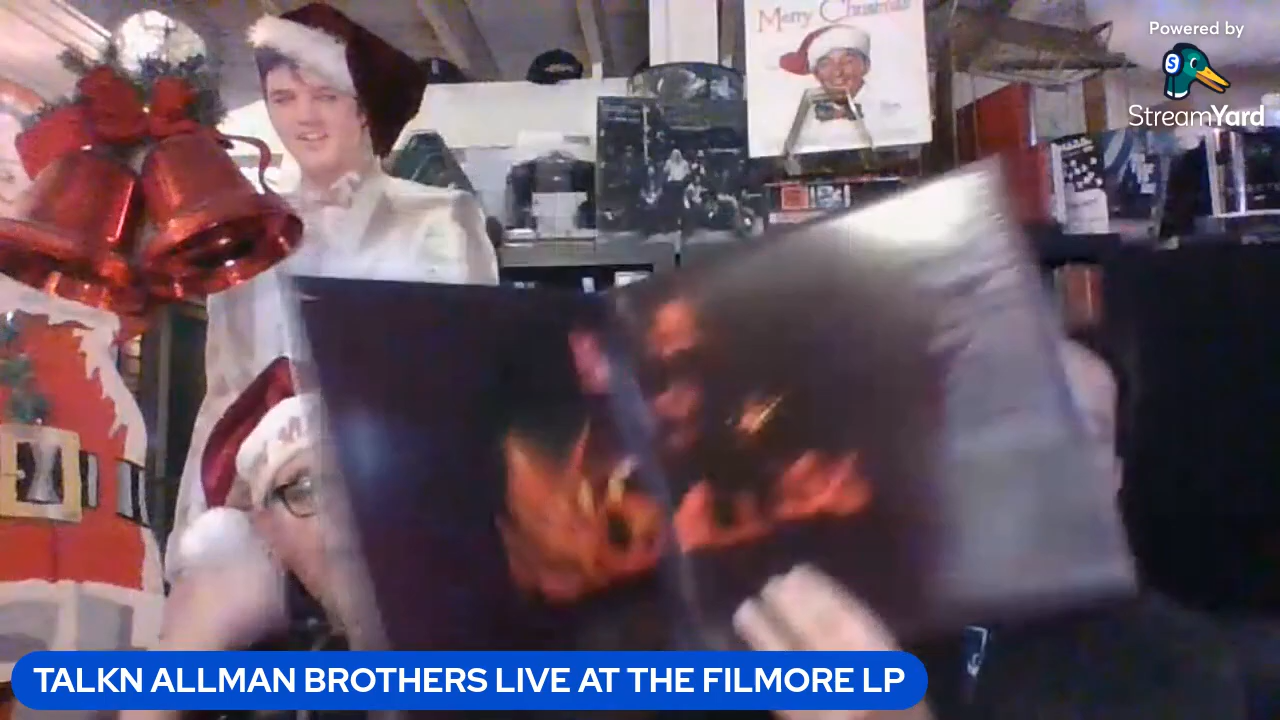 Powered by
StreamYard
Merry Christmas
TALKN ALLMAN BROTHERS LIVE AT THE FILMORE LP